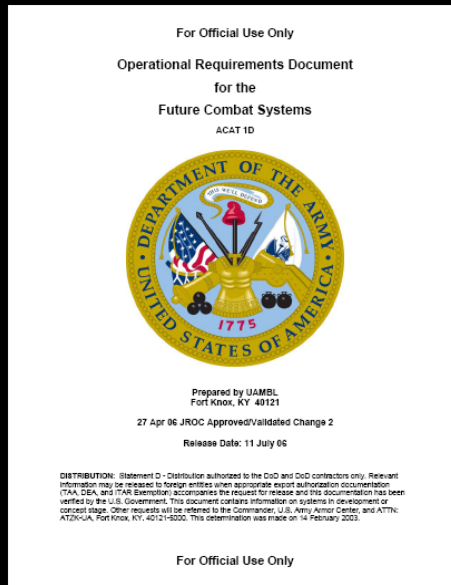 For Official Use Only
Operational Requirements Document
for the
Future Combat Systems
ACAT 1D
DEPARTMENT OF THE ARMY
THIS WE'LL DEFEND
1775
UNITED STATES OF AMERICA
Prepared by UAMBL
Fort Knox, KY 40121
27 Apr 06 JROC Approved/Validated Change 2
Release Date: 11 July 06
DISTRIBUTION: Statement D - Distribution authorized to the DoD and DoD contractors only. Relevant
information may be released to foreign entities when appropriate export authorization documentation
(TAA, DEA, and ITAR Exemption) accompanies the request for release and this documentation has been
verified by the U.S. Government. This document contains information on systems in development or
concept stage. Other requests will be referred to the Commander, U.S. Army Armor Center, and ATTN:
ATZK-UA, Fort Knox, KY, 40121-5000. This determination was made on 14 February 2003.
For Official Use Only